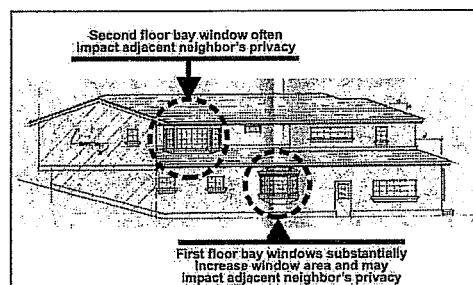 Second floor bay window often
impact adjacent neighbor's privacy
First floor bay windows substantially
increase window area and may
impact adjacent neighbor's privacy